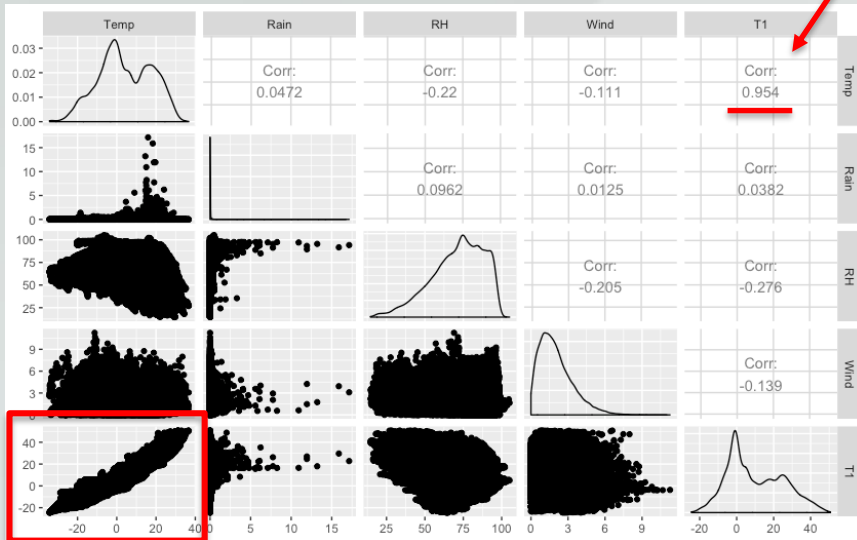 Temp Rain RH Wind T1
0.03
0.02
0.01
0.00
Corr: Corr: Corr: Corr:
0.0472 -0.22 -0.111 0.954
Temp
15
10
5
0
Corr: Corr: Corr:
0.0962 0.0125 0.0382
Rain
100
75
50
25
Corr: Corr:
-0.205 -0.276
RH
9
6
3
0
Corr:
-0.139
Wind
40
20
0
-20
T1
-20 0 20 40 0 5 10 15 25 50 75 100 0 3 6 9 -20 0 20 40